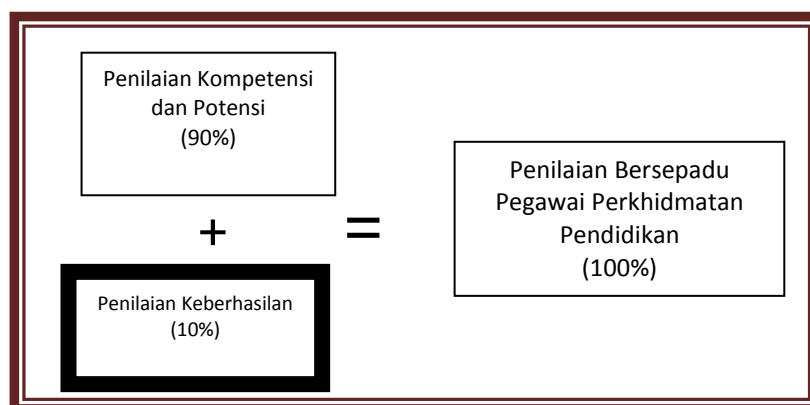 Penilaian Kompetensi
dan Potensi
(90%)
+
Penilaian Keberhasilan
(10%)
=
Penilaian Bersepadu
Pegawai Perkhidmatan
Pendidikan
(100%)